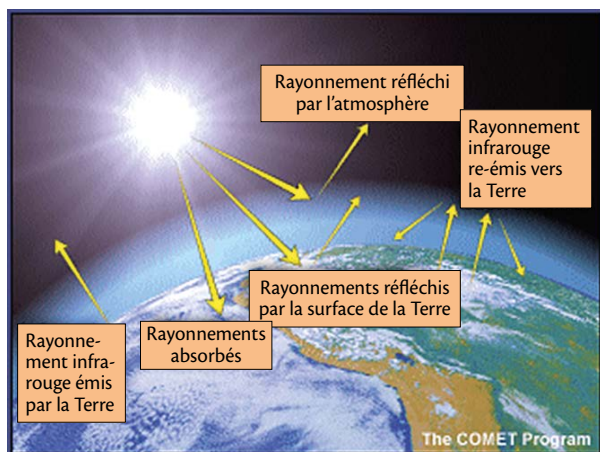 Rayonnement réfléchi
par l'atmosphère
Rayonnement
infrarouge
re-émis vers
la Terre
Rayonnements réfléchis
par la surface de la Terre
Rayonnements
absorbés
Rayonne-
ment infra-
rouge émis
par la Terre
The COMET Program